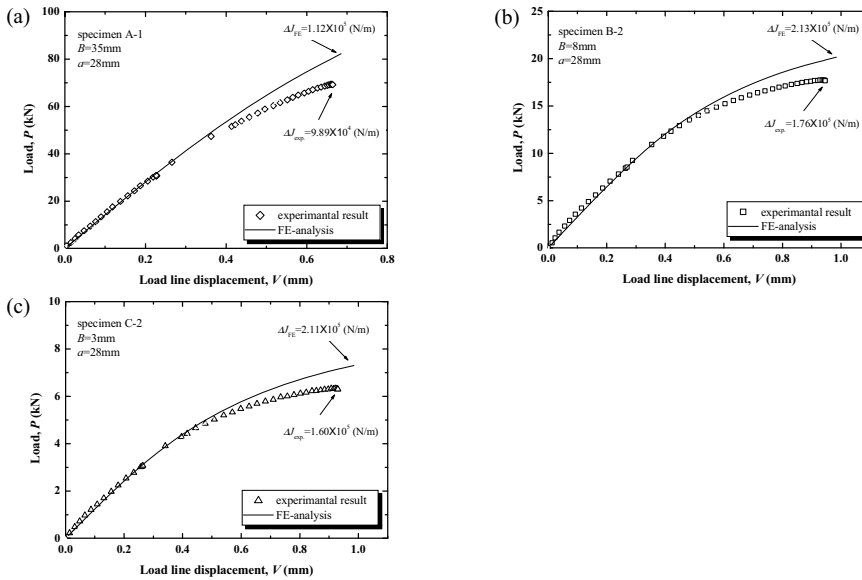 (a)
specimen A-1
B=35mm
a=28mm
ΔJFE=1.12X10⁵ (N/m)
ΔJexp.=9.89X10⁴ (N/m)
experimantal result
FE-analysis
100
80
60
40
20
0
0.0 0.2 0.4 0.6 0.8
Load, P (kN)
Load line displacement, V (mm)
(b)
specimen B-2
B=8mm
a=28mm
ΔJFE=2.13X10⁵ (N/m)
ΔJexp.=1.76X10⁵ (N/m)
experimantal result
FE-analysis
25
20
15
10
5
0
0.0 0.2 0.4 0.6 0.8 1.0
Load, P (kN)
Load line displacement, V (mm)
(c)
specimen C-2
B=3mm
a=28mm
ΔJFE=2.11X10⁵ (N/m)
ΔJexp.=1.60X10⁵ (N/m)
experimantal result
FE-analysis
10
8
6
4
2
0
0.0 0.2 0.4 0.6 0.8 1.0
Load, P (kN)
Load line displacement, V (mm)